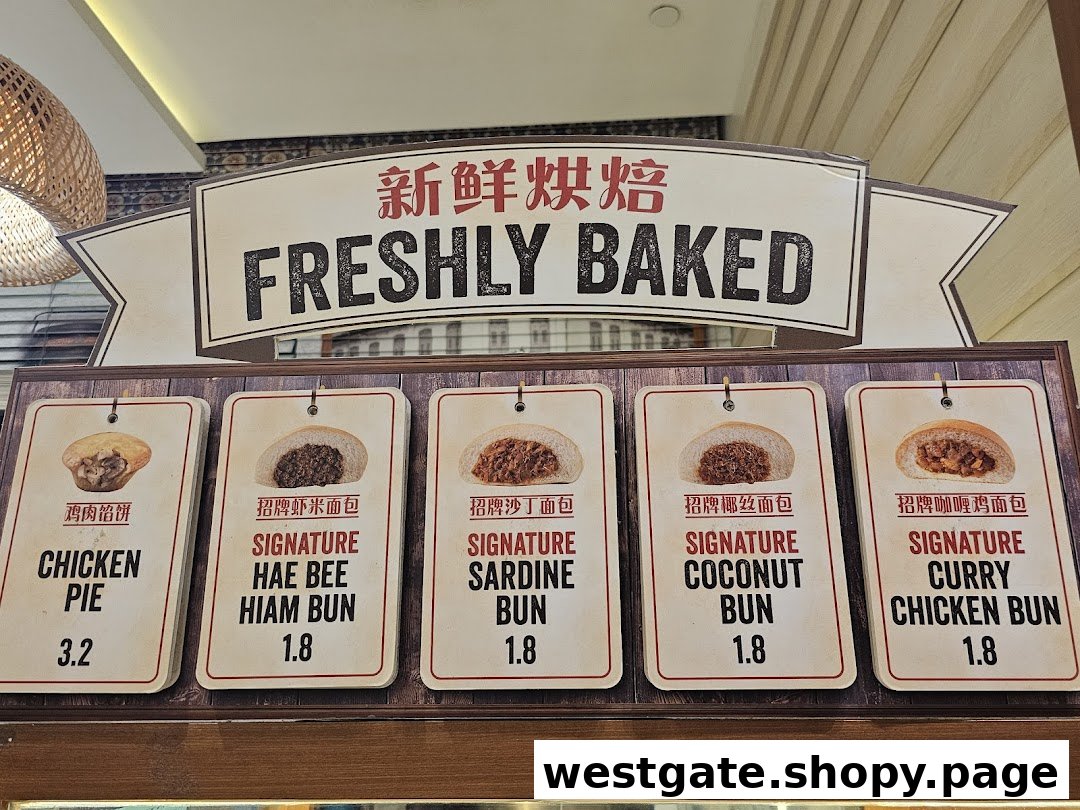 新鲜烘焙
FRESHLY BAKED
鸡肉馅饼
CHICKEN
PIE
3.2
招牌虾米面包
SIGNATURE
HAE BEE
HIAM BUN
1.8
招牌沙丁面包
SIGNATURE
SARDINE
BUN
1.8
招牌椰丝面包
SIGNATURE
COCONUT
BUN
1.8
招牌咖喱鸡面包
SIGNATURE
CURRY
CHICKEN BUN
1.8
westgate.shopy.page